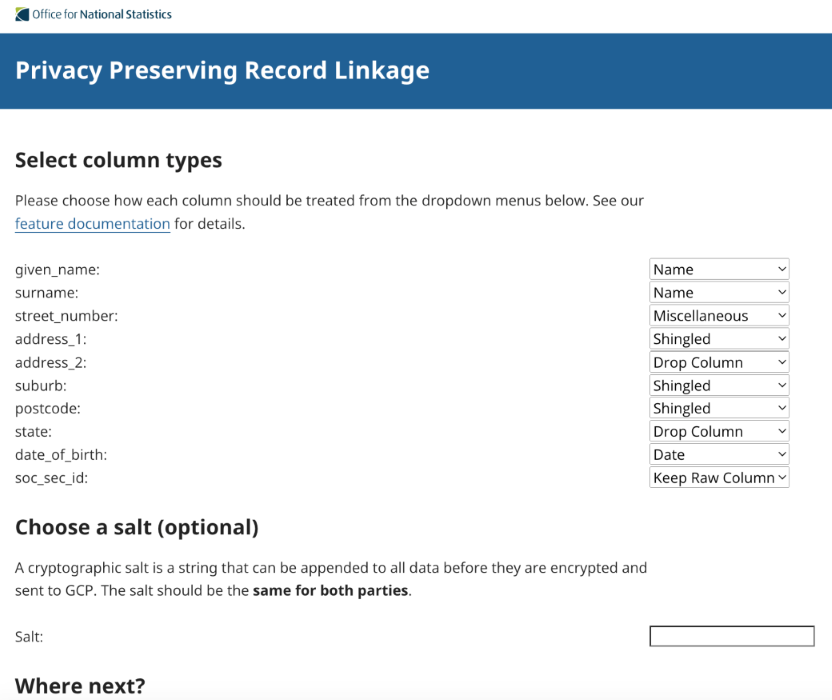 Office for National Statistics
Privacy Preserving Record Linkage
Select column types
Please choose how each column should be treated from the dropdown menus below. See our
feature documentation for details.
given_name: Name
surname: Name
street_number: Miscellaneous
address_1: Shingled
address_2: Drop Column
suburb: Shingled
postcode: Shingled
state: Drop Column
date_of_birth: Date
soc_sec_id: Keep Raw Column
Choose a salt (optional)
A cryptographic salt is a string that can be appended to all data before they are encrypted and
sent to GCP. The salt should be the same for both parties.
Salt:
Where next?